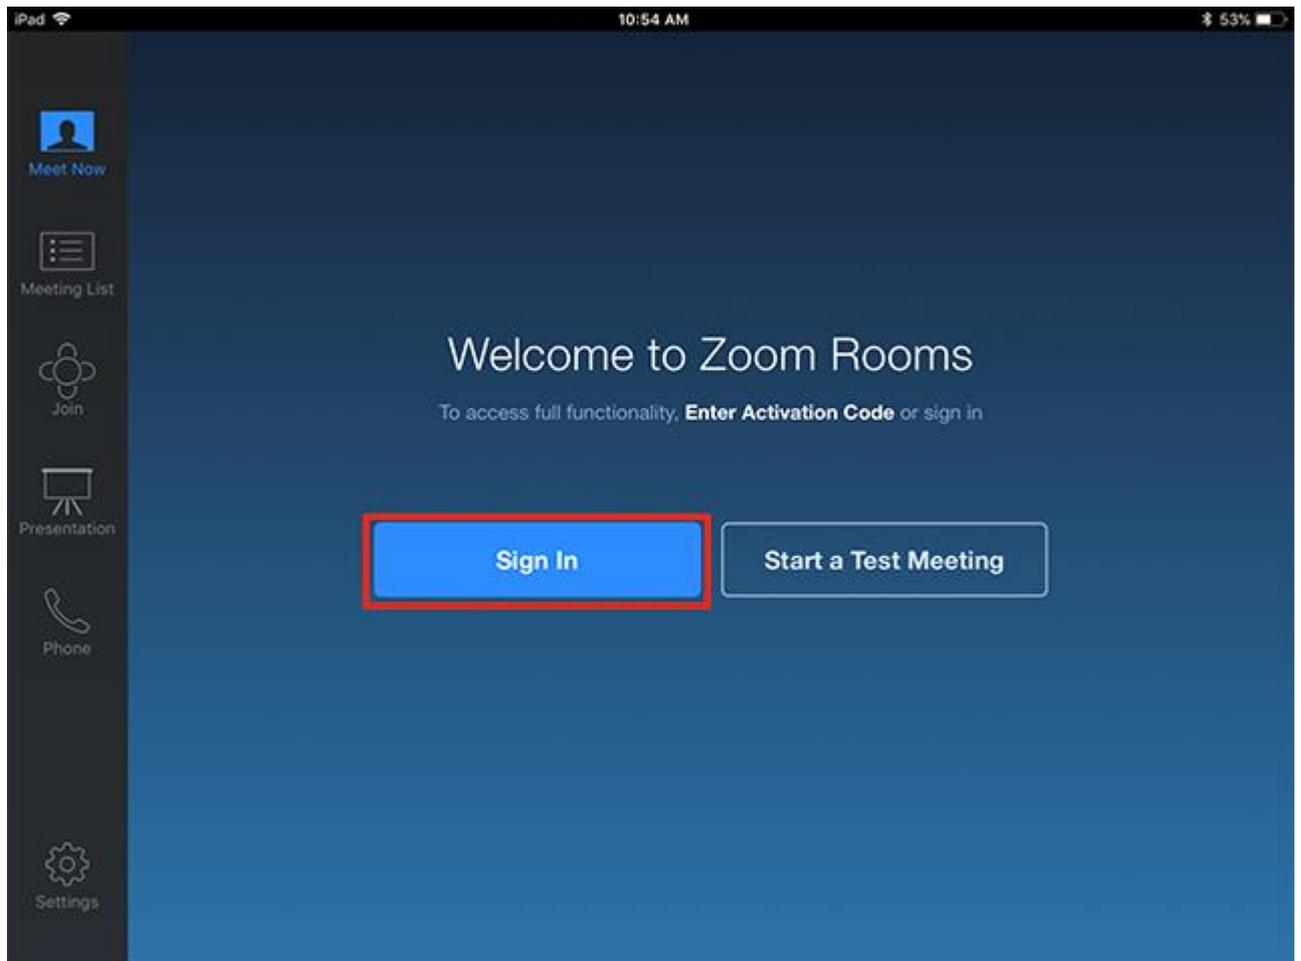 iPad 10:54 AM 53%
Meet Now
Meeting List
Join
Presentation
Phone
Settings
Welcome to Zoom Rooms
To access full functionality, Enter Activation Code or sign in
Sign In
Start a Test Meeting